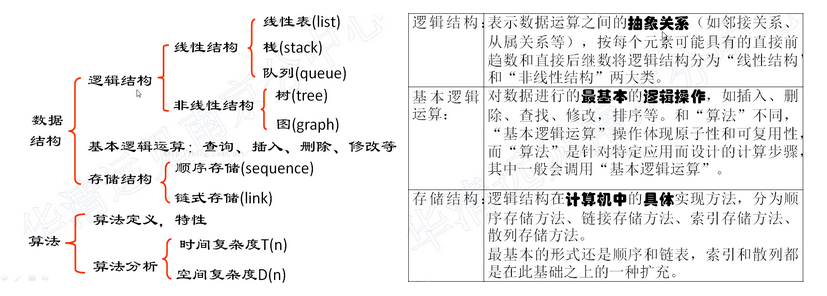 线性表(list)
线性结构
栈(stack)
队列(queue)
逻辑结构
树(tree)
非线性结构
图(graph)
数据
结构
基本逻辑运算：查询、插入、删除、修改等
顺序存储(sequence)
存储结构
链式存储(link)
算法定义，特性
算法
时间复杂度T(n)
算法分析
空间复杂度D(n)
逻辑结构：表示数据运算之间的抽象关系（如邻接关系、
从属关系等），按每个元素可能具有的直接前
趋数和直接后继数将逻辑结构分为“线性结构”
和“非线性结构”两大类。
基本逻辑 对数据进行的最基本的逻辑操作，如插入、删
运算： 除、查找、修改，排序等。和“算法”不同，
“基本逻辑运算”操作体现原子性和可复用性，
而“算法”是针对特定应用而设计的计算步骤，
其中一般会调用“基本逻辑运算”。
存储结构：逻辑结构在计算机中的具体实现方法，分为顺
序存储方法、链接存储方法、索引存储方法、
散列存储方法。
最基本的形式还是顺序和链表，索引和散列都
是在此基础之上的一种扩充。